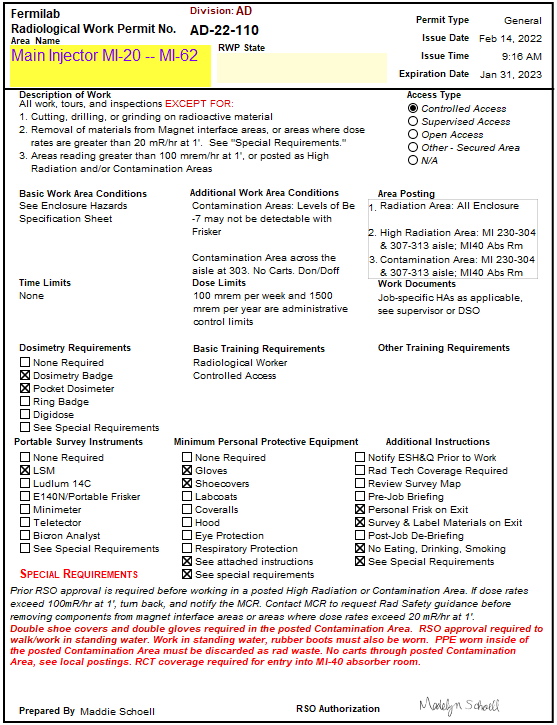 Fermilab
Division: AD
Radiological Work Permit No. AD-22-110
Permit Type General
Issue Date Feb 14, 2022
Issue Time 9:16 AM
Expiration Date Jan 31, 2023
Area Name
Main Injector MI-20 -- MI-62
RWP State
Description of Work
All work, tours, and inspections EXCEPT FOR:
1. Cutting, drilling, or grinding on radioactive material
2. Removal of materials from Magnet interface areas, or areas where dose
rates are greater than 20 mR/hr at 1'. See "Special Requirements."
3. Areas reading greater than 100 mrem/hr at 1', or posted as High
Radiation and/or Contamination Areas
Access Type
Controlled Access
Supervised Access
Open Access
Other - Secured Area
N/A
Basic Work Area Conditions
See Enclosure Hazards
Specification Sheet
Additional Work Area Conditions
Contamination Areas: Levels of Be
-7 may not be detectable with
Frisker
Contamination Area across the
aisle at 303. No Carts. Don/Doff
Area Posting
1. Radiation Area: All Enclosure
2. High Radiation Area: MI 230-304
& 307-313 aisle; MI40 Abs Rm
3. Contamination Area: MI 230-304
& 307-313 aisle; MI40 Abs Rm
Time Limits
None
Dose Limits
100 mrem per week and 1500
mrem per year are administrative
control limits
Work Documents
Job-specific HAs as applicable,
see supervisor or DSO
Dosimetry Requirements
None Required
Dosimetry Badge
Pocket Dosimeter
Ring Badge
Digidose
See Special Requirements
Basic Training Requirements
Radiological Worker
Controlled Access
Other Training Requirements
Portable Survey Instruments
None Required
LSM
Ludlum 14C
E140N/Portable Frisker
Minimeter
Teletector
Bicron Analyst
See Special Requirements
Minimum Personal Protective Equipment
None Required
Gloves
Shoecovers
Labcoats
Coveralls
Hood
Eye Protection
Respiratory Protection
See attached instructions
See special requirements
Additional Instructions
Notify ESH&Q Prior to Work
Rad Tech Coverage Required
Review Survey Map
Pre-Job Briefing
Personal Frisk on Exit
Survey & Label Materials on Exit
Post-Job De-Briefing
No Eating, Drinking, Smoking
See Special Requirements
SPECIAL REQUIREMENTS
Prior RSO approval is required before working in a posted High Radiation or Contamination Area. If dose rates
exceed 100mR/hr at 1', turn back, and notify the MCR. Contact MCR to request Rad Safety guidance before
removing components from magnet interface areas or areas where dose rates exceed 20 mR/hr at 1'.
Double shoe covers and double gloves required in the posted Contamination Area. RSO approval required to
walk/work in standing water. Work in standing water, rubber boots must also be worn. PPE worn inside of
the posted Contamination Area must be discarded as rad waste. No carts through posted Contamination
Area, see local postings. RCT coverage required for entry into MI-40 absorber room.
Prepared By Maddie Schoell
RSO Authorization Madelyn Schoell